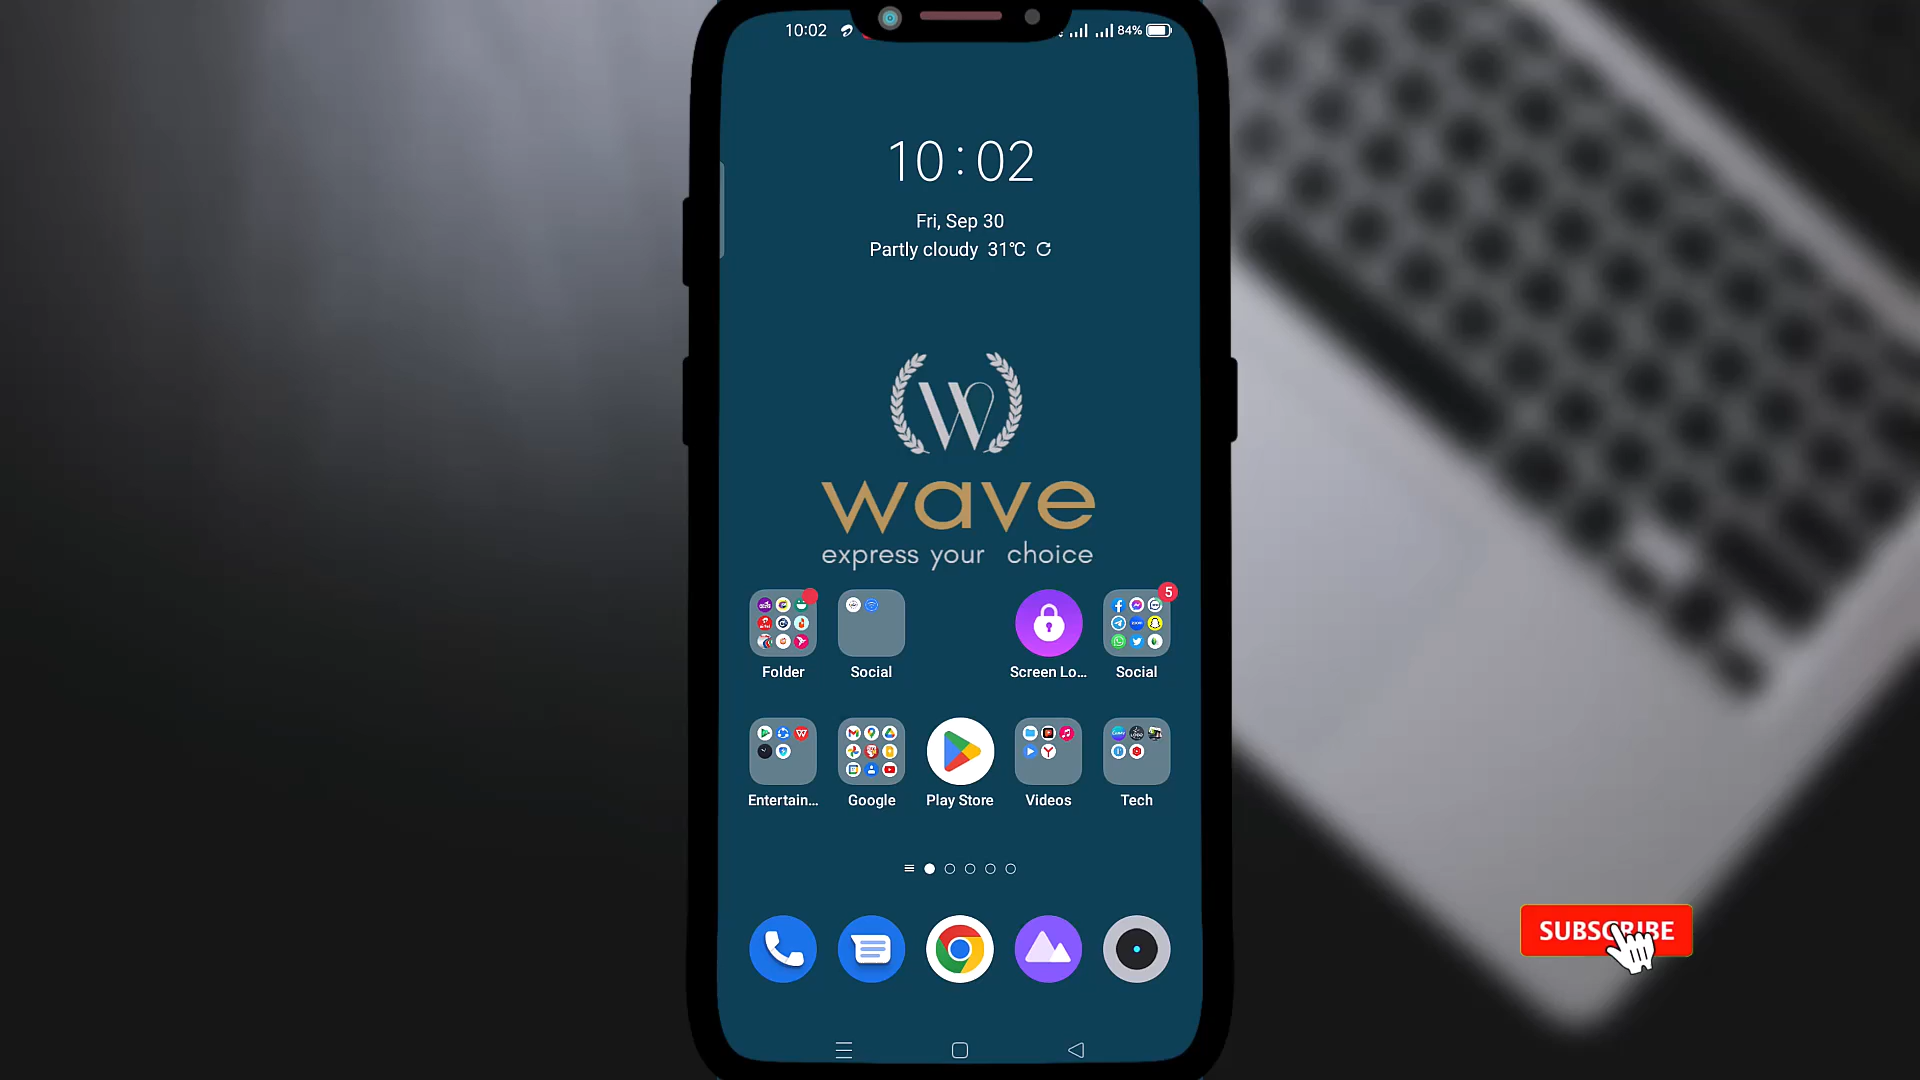 10:02
84%
10:02
Fri, Sep 30
Partly cloudy 31℃
W
wave
express your choice
5
Folder
Social
Screen Lo...
Social
Entertain...
Google
Play Store
Videos
Tech
SUBSCRIBE